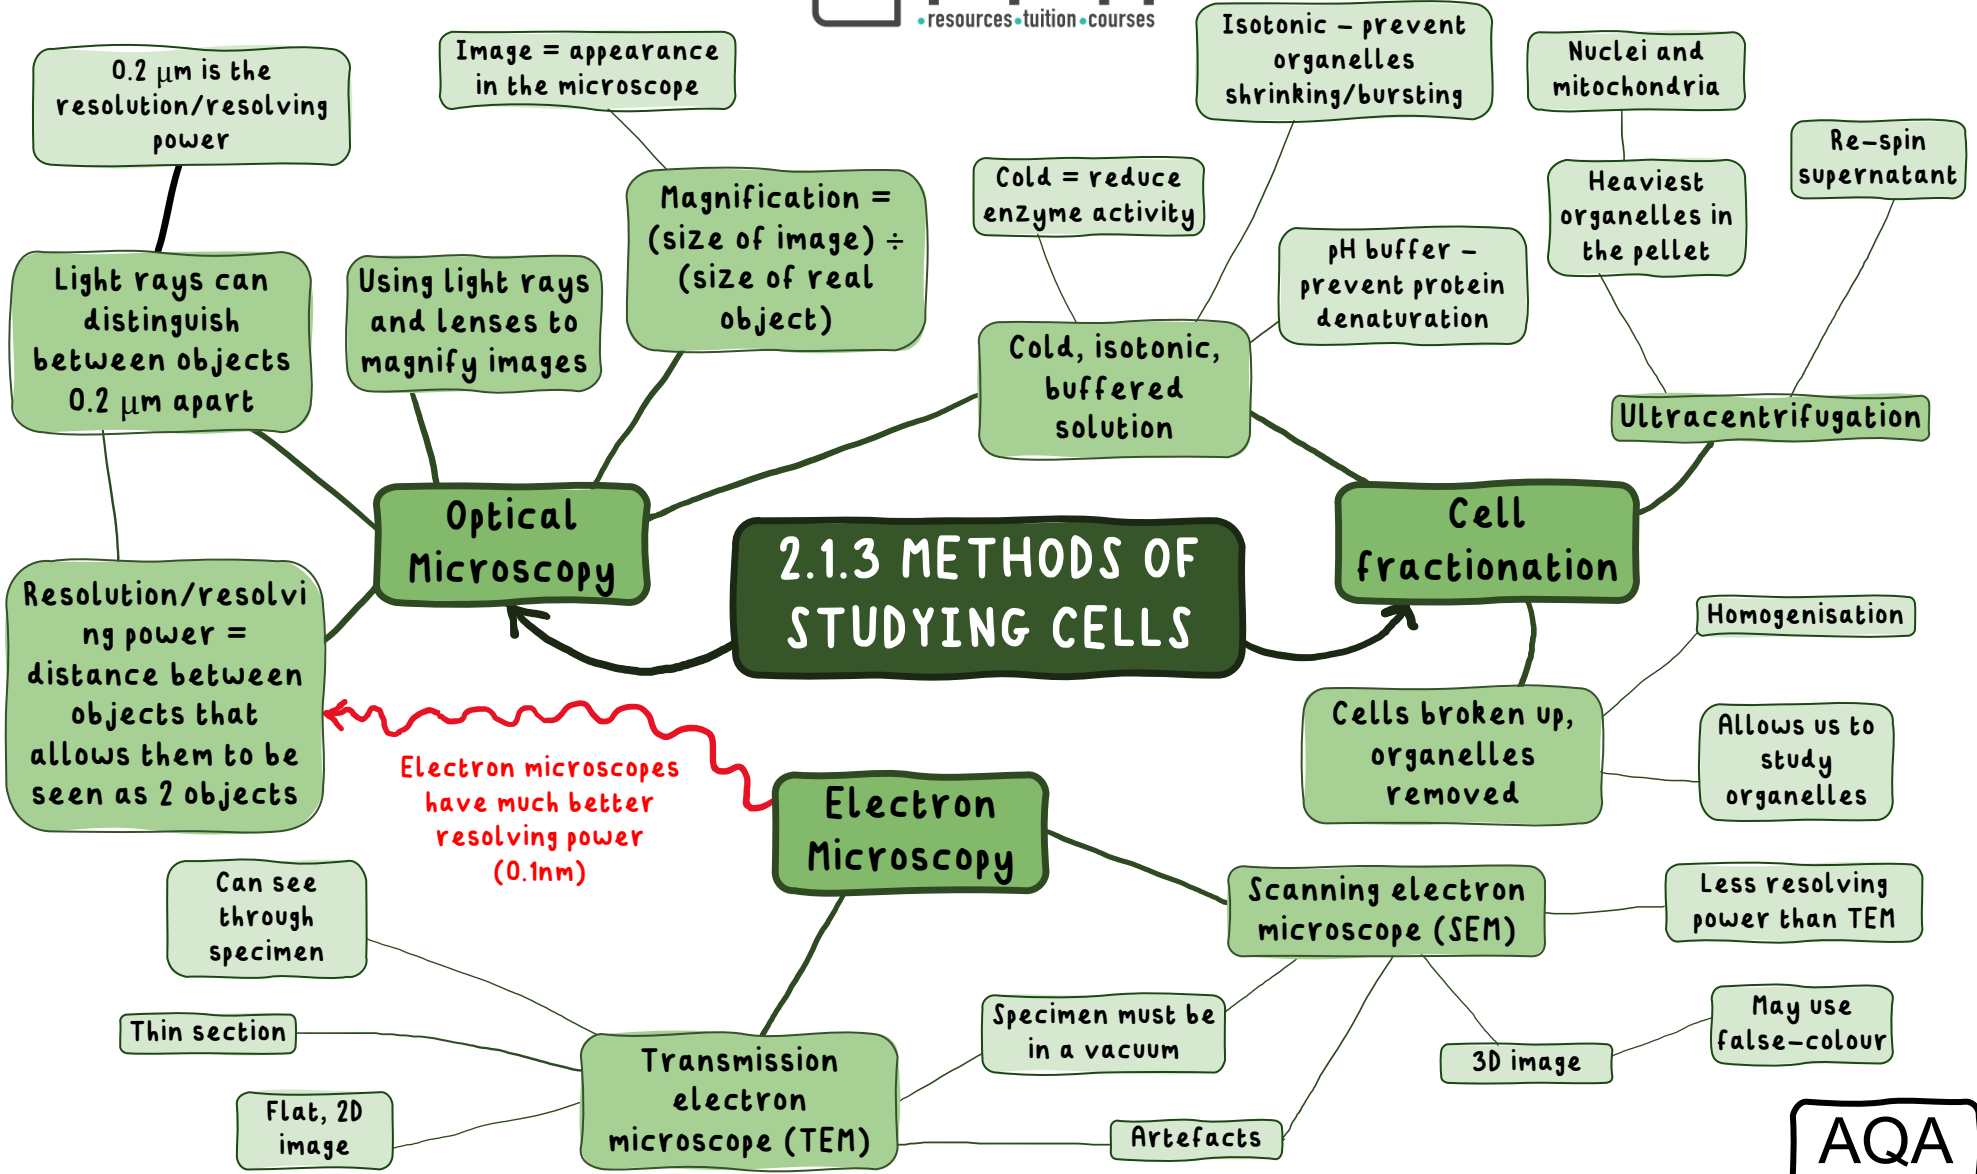 •resources•tuition•courses
0.2 μm is the
resolution/resolving
power
Image = appearance
in the microscope
Isotonic – prevent
organelles
shrinking/bursting
Nuclei and
mitochondria
Re-spin
supernatant
Cold = reduce
enzyme activity
Heaviest
organelles in
the pellet
Magnification =
(size of image) ÷
(size of real
object)
pH buffer –
prevent protein
denaturation
Light rays can
distinguish
between objects
0.2 μm apart
Using light rays
and lenses to
magnify images
Cold, isotonic,
buffered
solution
Ultracentrifugation
Optical
Microscopy
2.1.3 METHODS OF
STUDYING CELLS
Cell
fractionation
Resolution/resolvi
ng power =
distance between
objects that
allows them to be
seen as 2 objects
Homogenisation
Cells broken up,
organelles
removed
Allows us to
study
organelles
Electron microscopes
have much better
resolving power
(0.1nm)
Electron
Microscopy
Can see
through
specimen
Scanning electron
microscope (SEM)
Less resolving
power than TEM
Thin section
Specimen must be
in a vacuum
May use
false-colour
3D image
Transmission
electron
microscope (TEM)
Flat, 2D
image
Artefacts
AQA